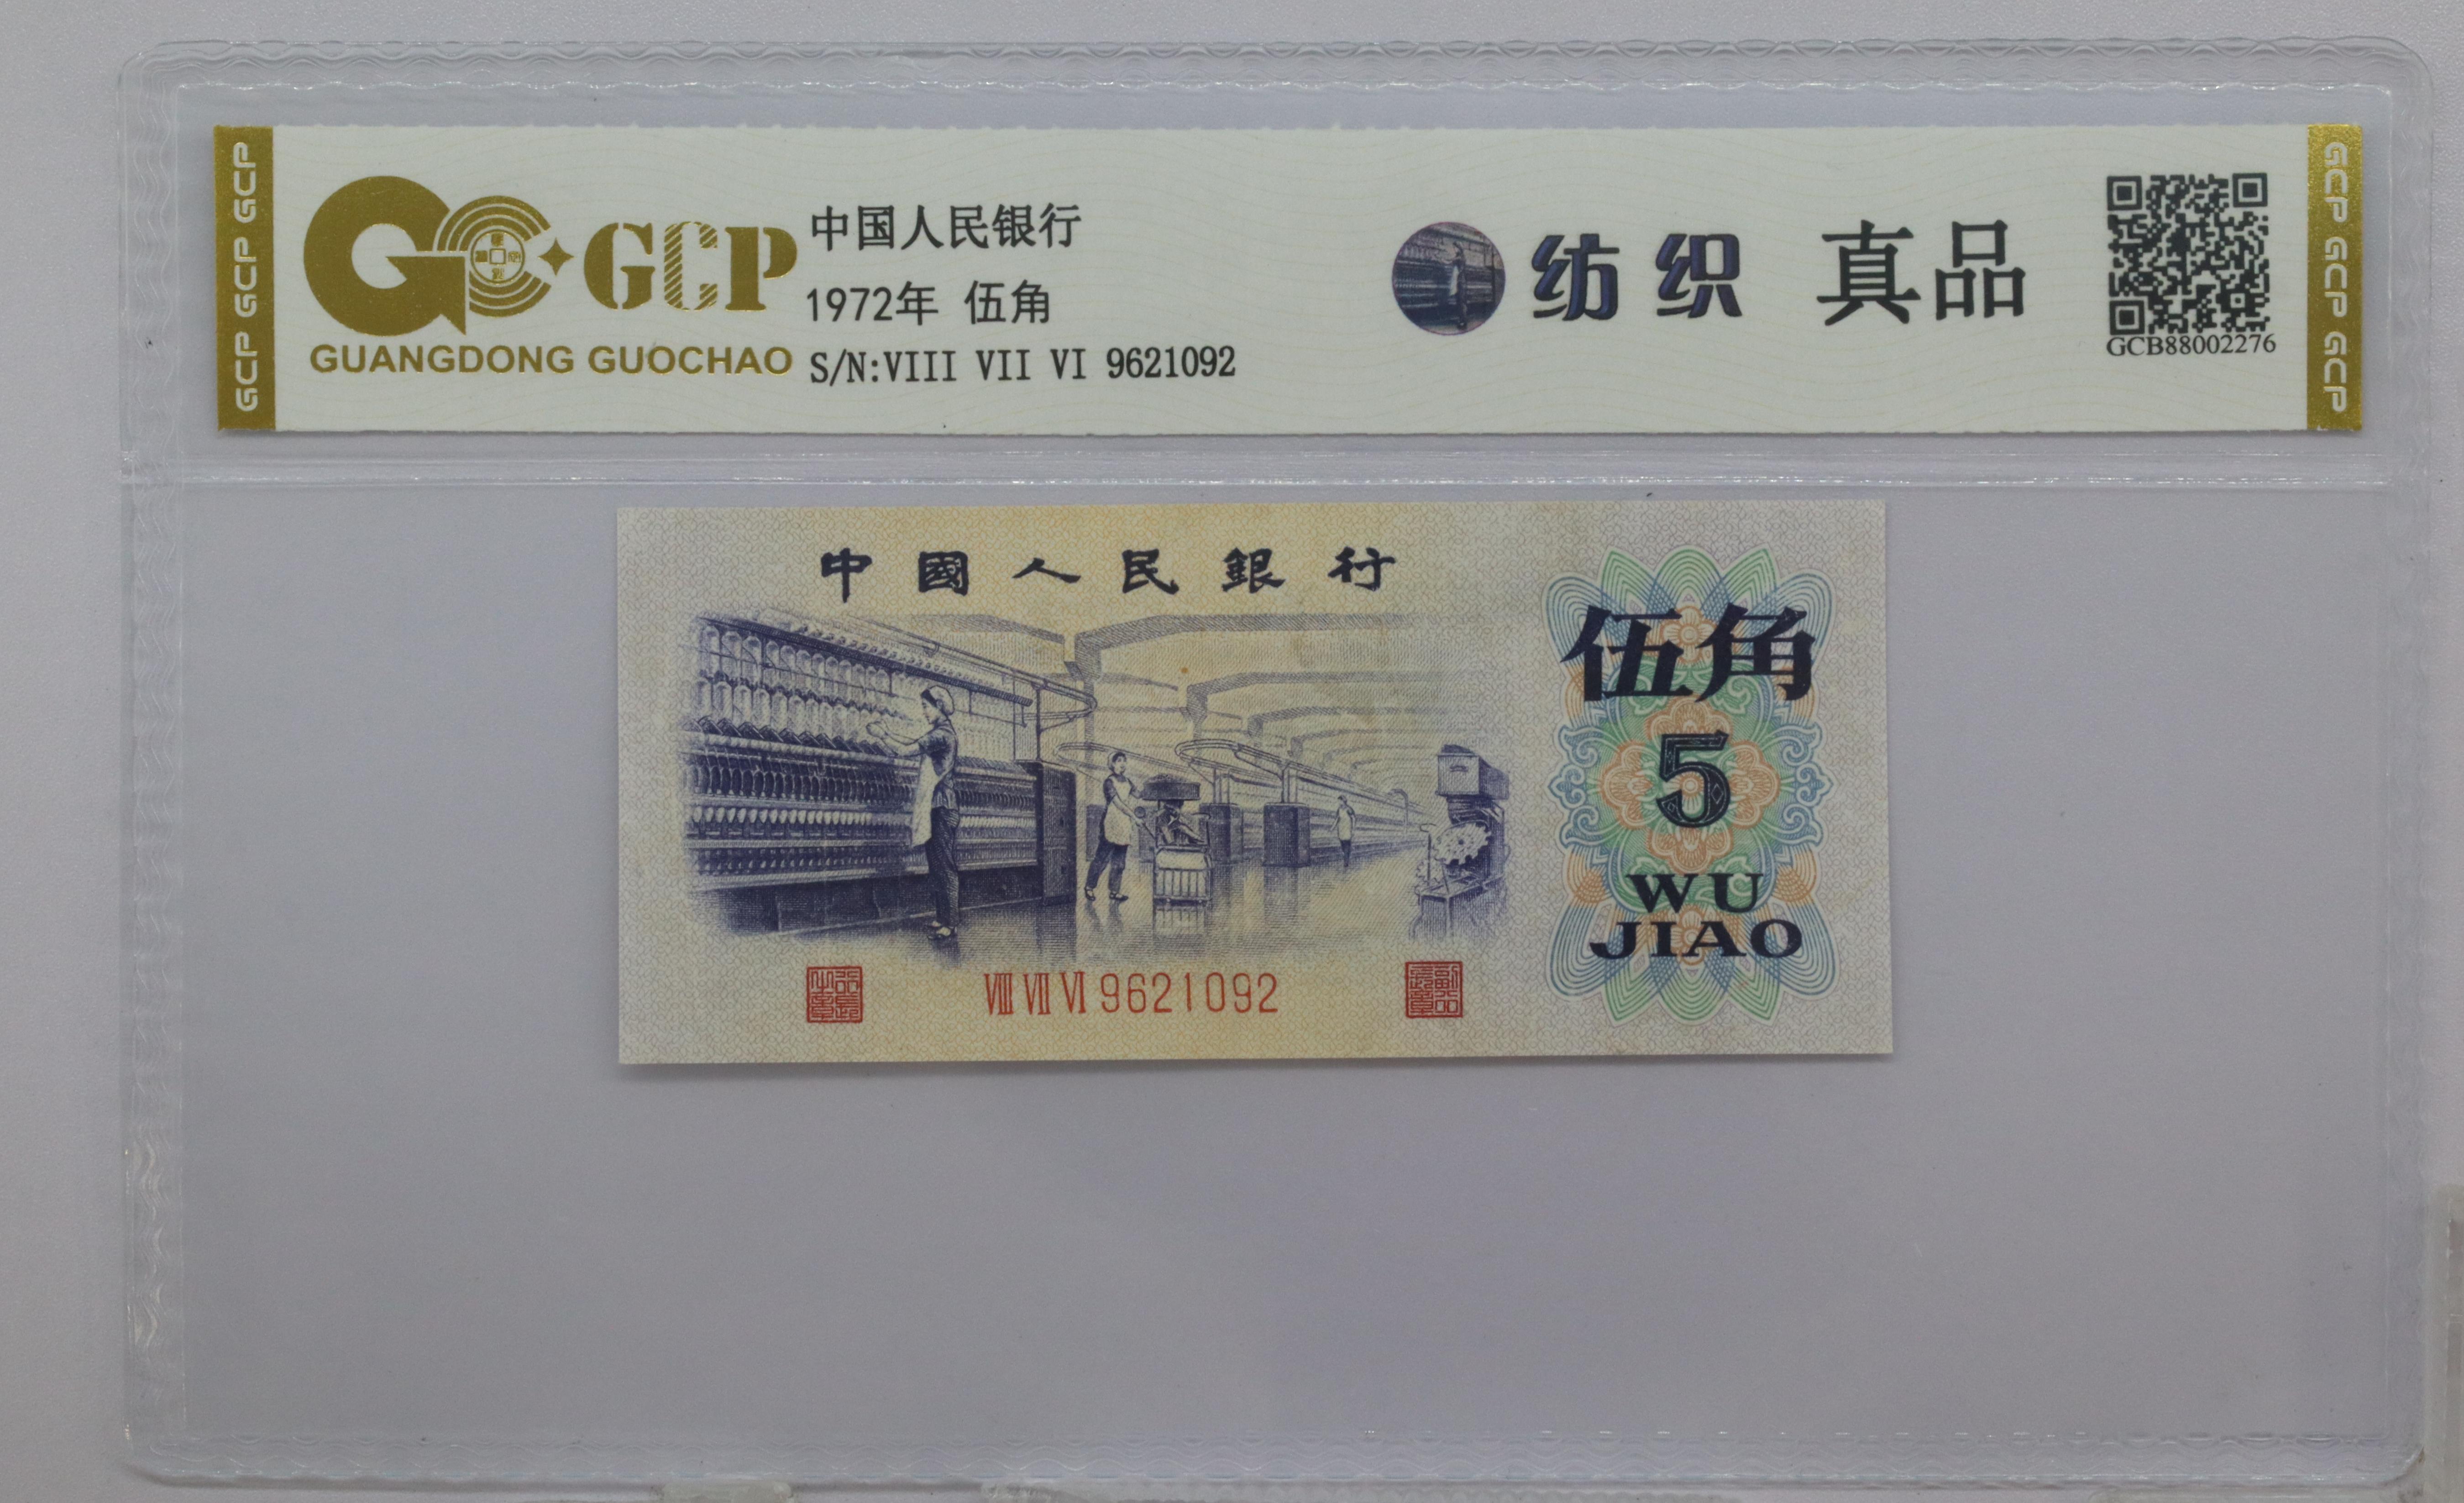 GCP GCP GCP
GCP
GUANGDONG GUOCHAO
中国人民银行
1972年 伍角
S/N:VIII VII VI 9621092
纺织 真品
GCB88002276
GCP GCP GCP
中國人民銀行
伍角
5
WU
JIAO
VIII VII VI 9621092